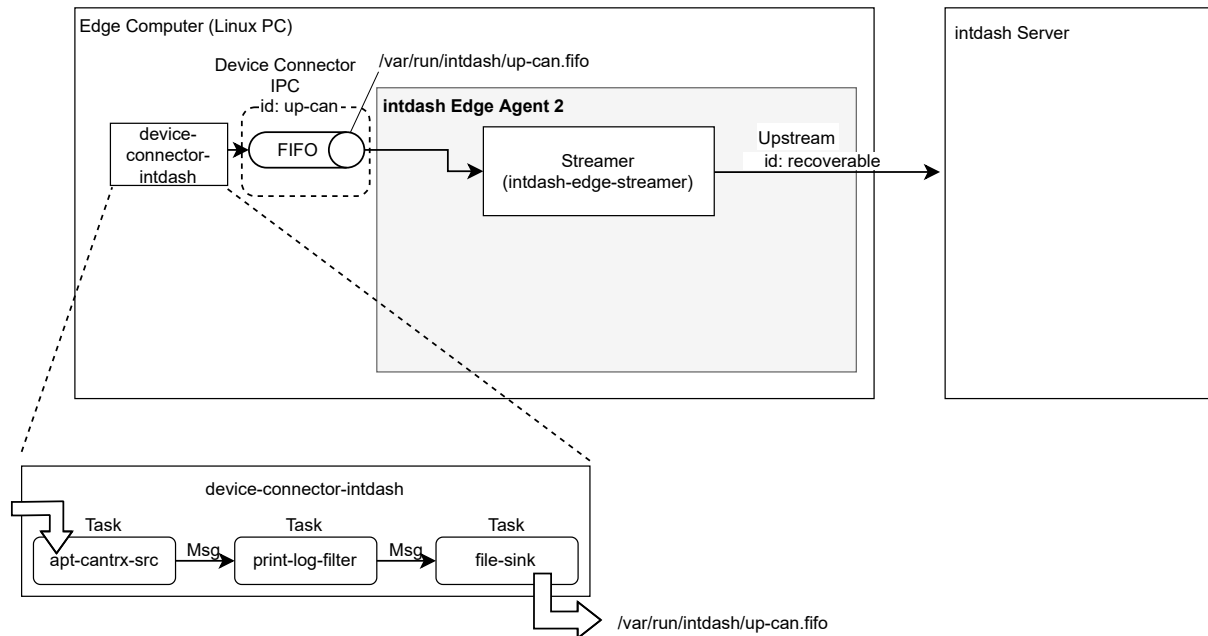 Edge Computer (Linux PC)
intdash Server
Device Connector
IPC
id: up-can
/var/run/intdash/up-can.fifo
intdash Edge Agent 2
device-
connector-
intdash
FIFO
Streamer
(intdash-edge-streamer)
Upstream
id: recoverable
device-connector-intdash
Task
Task
Task
apt-cantrx-src
Msg
print-log-filter
Msg
file-sink
/var/run/intdash/up-can.fifo